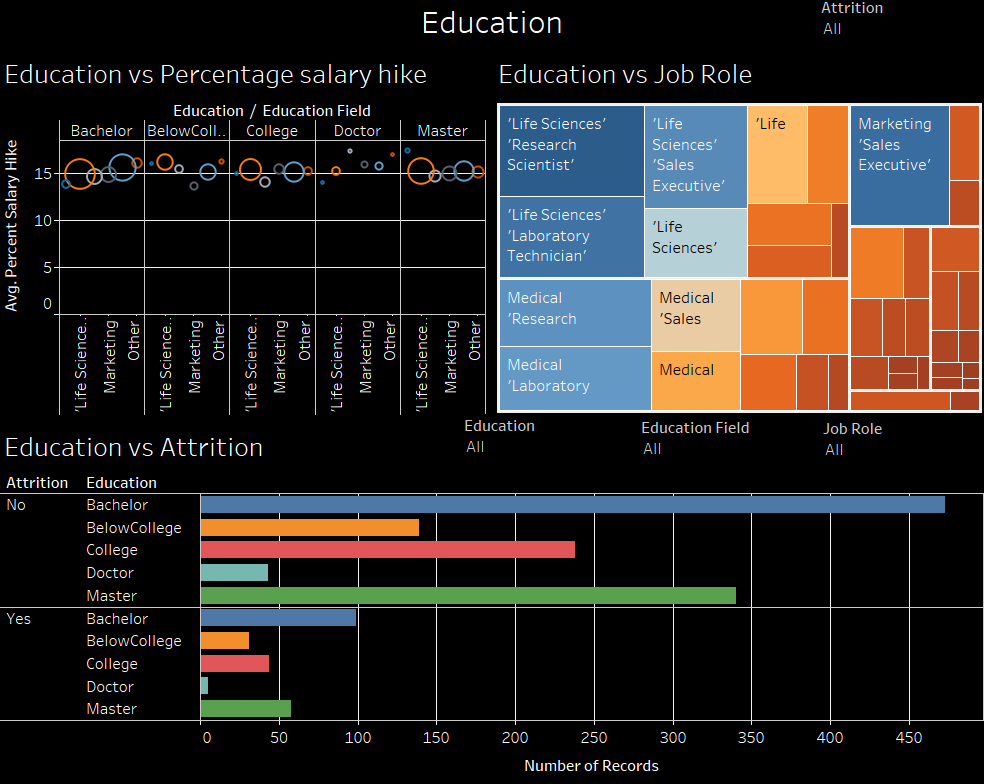 Education
Attrition
All
Education vs Percentage salary hike
Education / Education Field
Bachelor
BelowColl..
College
Doctor
Master
Avg. Percent Salary Hike
15
10
5
0
'Life Science..
Marketing
Other
'Life Science..
Marketing
Other
'Life Science..
Marketing
Other
'Life Science..
Marketing
Other
'Life Science..
Marketing
Other
Education vs Job Role
'Life Sciences'
'Research
Scientist'
'Life Sciences'
'Laboratory
Technician'
'Life
Sciences'
'Sales
Executive'
'Life
Sciences'
'Life
Marketing
'Sales
Executive'
Medical
'Research
Medical
'Laboratory
Medical
'Sales
Medical
Education
All
Education Field
All
Job Role
All
Education vs Attrition
Attrition Education
No Bachelor
BelowCollege
College
Doctor
Master
Yes Bachelor
BelowCollege
College
Doctor
Master
0 50 100 150 200 250 300 350 400 450
Number of Records